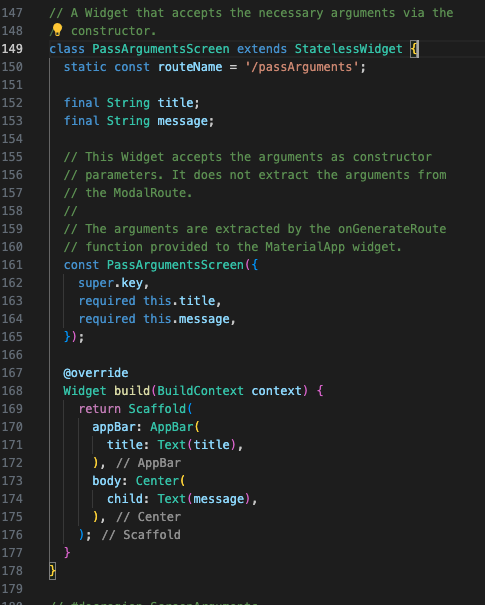 147 // A Widget that accepts the necessary arguments via the
148 // constructor.
149 class PassArgumentsScreen extends StatelessWidget {
150 static const routeName = '/passArguments';
151
152 final String title;
153 final String message;
154
155 // This Widget accepts the arguments as constructor
156 // parameters. It does not extract the arguments from
157 // the ModalRoute.
158 //
159 // The arguments are extracted by the onGenerateRoute
160 // function provided to the MaterialApp widget.
161 const PassArgumentsScreen({
162 super.key,
163 required this.title,
164 required this.message,
165 });
166
167 @override
168 Widget build(BuildContext context) {
169 return Scaffold(
170 appBar: AppBar(
171 title: Text(title),
172 ), // AppBar
173 body: Center(
174 child: Text(message),
175 ), // Center
176 ); // Scaffold
177 }
178 }
179